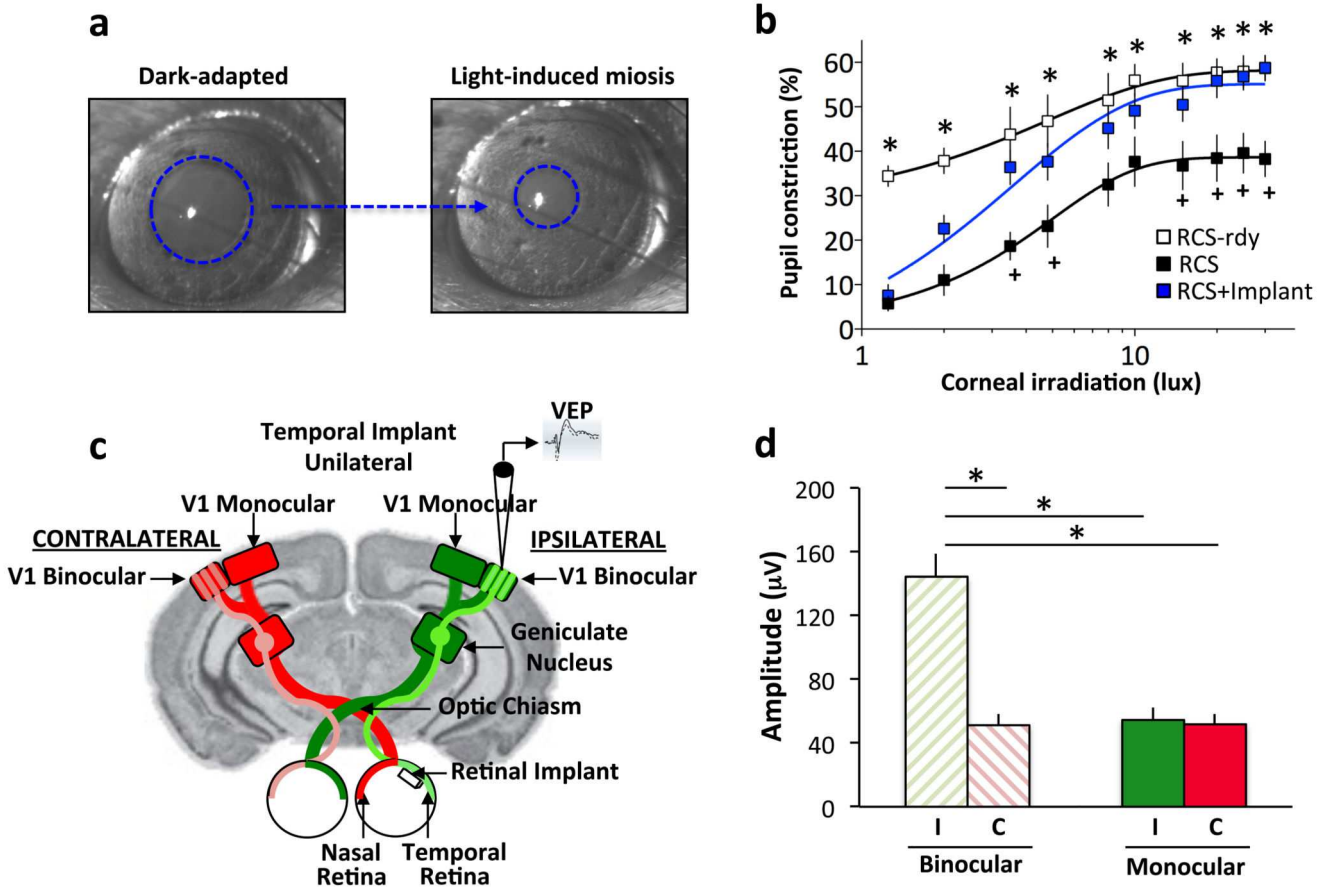 a
Dark-adapted
Light-induced miosis
b
Pupil constriction (%)
60
50
40
30
20
10
0
* * * * * * * * * *
+ + + + + +
RCS-rdy
RCS
RCS+Implant
1
10
Corneal irradiation (lux)
c
Temporal Implant
Unilateral
VEP
V1 Monocular
V1 Monocular
CONTRALATERAL
IPSILATERAL
V1 Binocular
V1 Binocular
Geniculate
Nucleus
Optic Chiasm
Retinal Implant
Nasal
Retina
Temporal
Retina
d
Amplitude (μV)
200
160
120
80
40
0
*
*
*
I
C
I
C
Binocular
Monocular